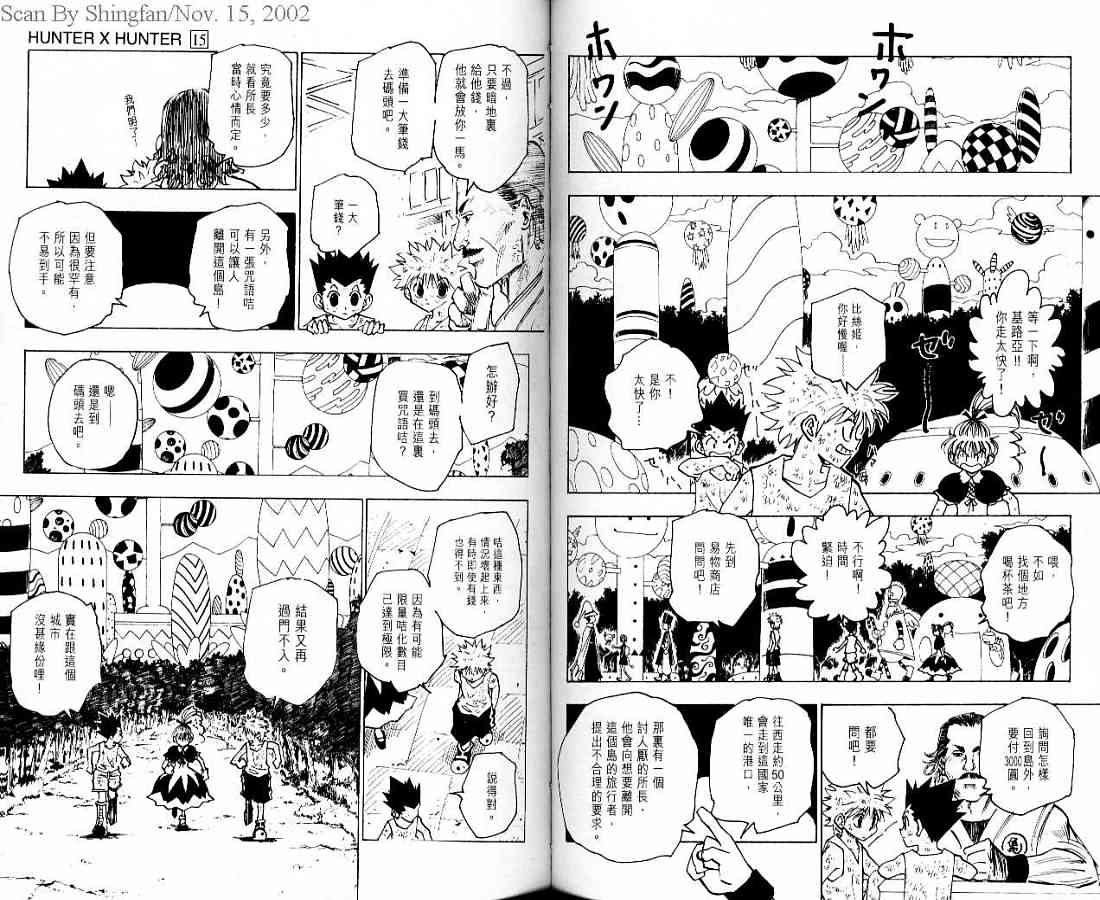 Scan By Shingfan/Nov. 15, 2002
HUNTER X HUNTER 15
ホワン
ホワン
等一下啊，
基路亞!!
你走太快了！
ゼ
ゼ
比絲姬，
你好慢喔—
不！
是你
太快了…
喂，
不如
找個地方
喝杯茶吧！
不行啊！
時間
緊迫！
先到
易物商店
問問吧！
詢問怎樣
回到島外
要付
3000圓。
都要
問吧！
往西走約50公里，
會走到這國家
唯一的港口
那裏有一個
討人厭的所長，
他會向想要離開
這個島的旅行者，
提出不合理的要求。
不過，
只要暗地裏
給他錢，
他就會放你一馬。
準備一大筆錢
去碼頭吧。
究竟要多少，
就看所長
當時心情而定。
我們明了…
一大
筆錢？
另外，
有一張咒語咭
可以讓人
離開這個島！
但要注意
因為很罕有，
所以可能
不易到手。
怎辦好？
到碼頭去，
還是在這裏
買咒語咭？
嗯——
還是到
碼頭去吧。
咭這種東西，
情況壞起上來，
有時即使有錢
也得不到。
因為有可能
限量咭化數目
已達到極限。
說得對。
結果又再
過門不入。
實在跟這個
城市
沒甚緣份哩！